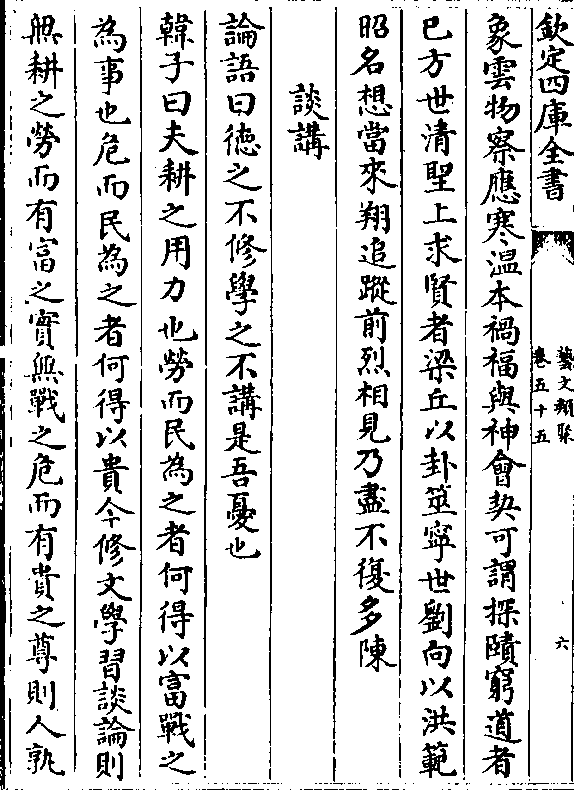 欽定四庫全書
藝文類聚
卷五十五
六
象雲物察應寒溫本禍福與神會契可謂探賾窮道者
已方世清聖上求賢者梁丘以卦筮寧世劉向以洪範
昭名想當來翔追蹤前烈相見乃盡不復多陳
談講
論語曰德之不修學之不講是吾憂也
韓子曰夫耕之用力也勞而民為之者何得以富戰之
為事也危而民為之者何得以貴今修文學習談論則
無耕之勞而有富之實無戰之危而有貴之尊則人孰